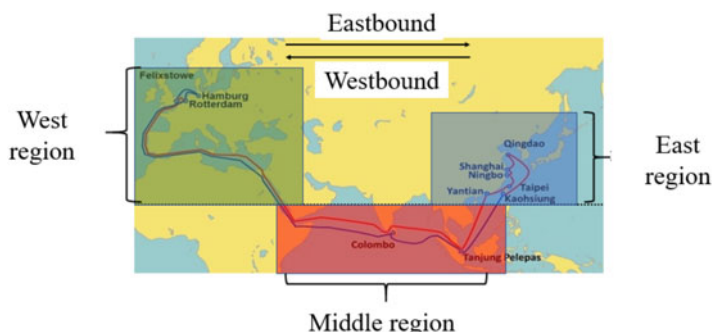 Eastbound
Westbound
Felixstowe
Hamburg
Rotterdam
West
region
Qingdao
Shanghai
Ningbo
Yantian
Taipei
Kaohsiung
East
region
Colombo
Tanjung Pelepas
Middle region